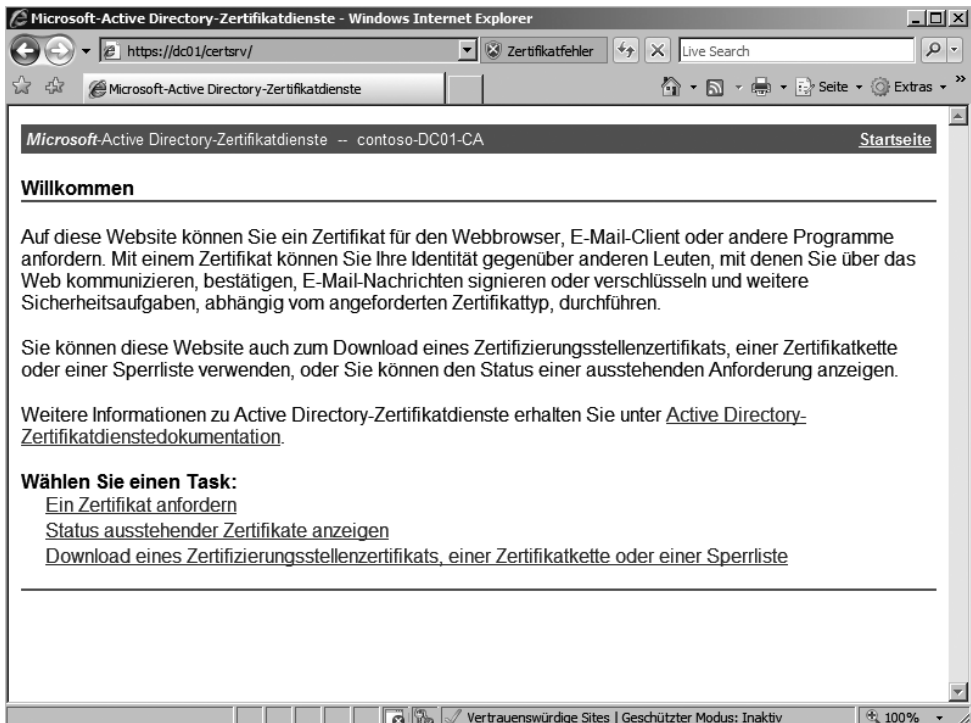 Microsoft-Active Directory-Zertifikatdienste - Windows Internet Explorer
https://dc01/certsrv/
Zertifikatfehler
Live Search
Microsoft-Active Directory-Zertifikatdienste
Seite
Extras
Microsoft-Active Directory-Zertifikatdienste -- contoso-DC01-CA
Startseite
Willkommen
Auf diese Website können Sie ein Zertifikat für den Webbrowser, E-Mail-Client oder andere Programme
anfordern. Mit einem Zertifikat können Sie Ihre Identität gegenüber anderen Leuten, mit denen Sie über das
Web kommunizieren, bestätigen, E-Mail-Nachrichten signieren oder verschlüsseln und weitere
Sicherheitsaufgaben, abhängig vom angeforderten Zertifikattyp, durchführen.
Sie können diese Website auch zum Download eines Zertifizierungsstellenzertifikats, einer Zertifikatkette
oder einer Sperrliste verwenden, oder Sie können den Status einer ausstehenden Anforderung anzeigen.
Weitere Informationen zu Active Directory-Zertifikatdienste erhalten Sie unter Active Directory-
Zertifikatdienstedokumentation.
Wählen Sie einen Task:
Ein Zertifikat anfordern
Status ausstehender Zertifikate anzeigen
Download eines Zertifizierungsstellenzertifikats, einer Zertifikatkette oder einer Sperrliste
Vertrauenswürdige Sites | Geschützter Modus: Inaktiv
100%